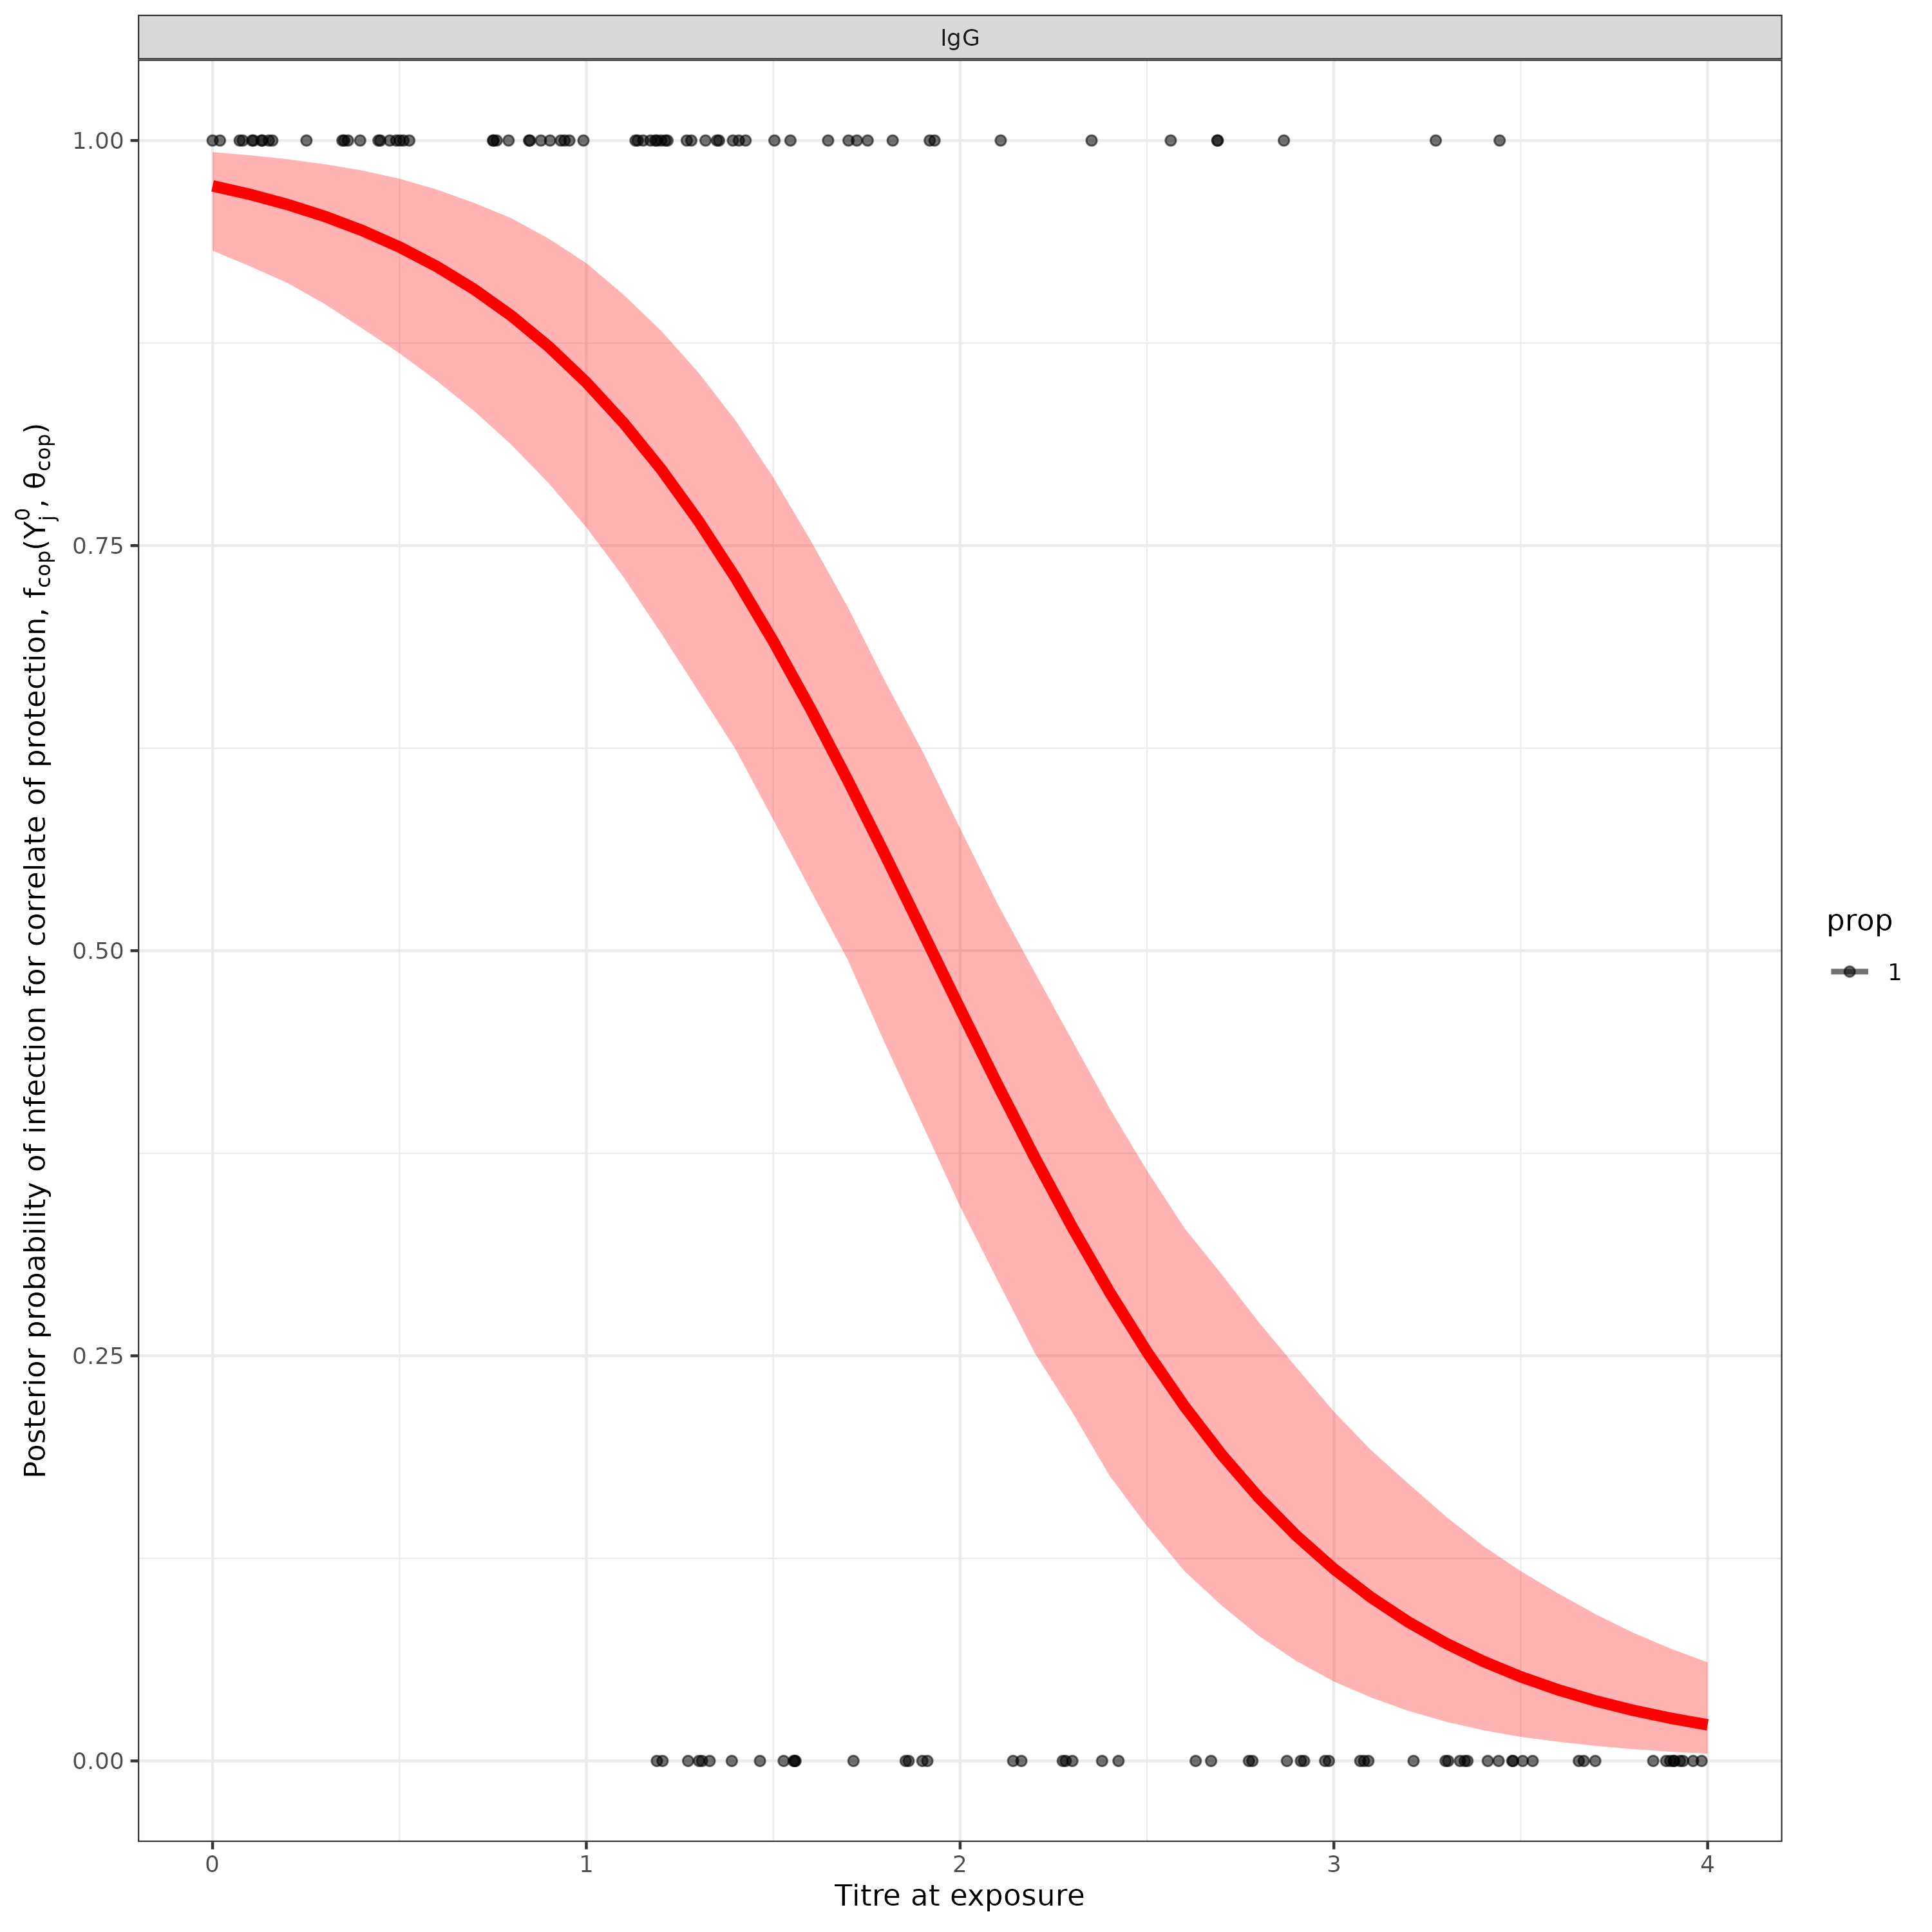 IgG
Posterior probability of infection for correlate of protection, f_cop(Y_j^0, θ_cop)
1.00
0.75
0.50
0.25
0.00
0
1
2
3
4
Titre at exposure
prop
1